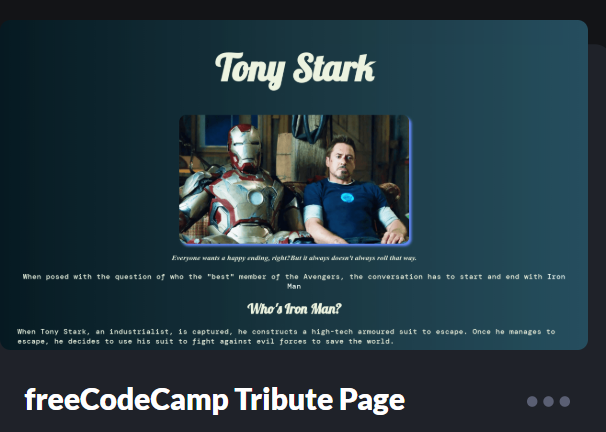 Tony Stark
Everyone wants a happy ending, right?But it always doesn't always roll that way.
When posed with the question of who the "best" member of the Avengers, the conversation has to start and end with Iron
Man
Who's Iron Man?
When Tony Stark, an industrialist, is captured, he constructs a high-tech armoured suit to escape. Once he manages to
escape, he decides to use his suit to fight against evil forces to save the world.
freeCodeCamp Tribute Page